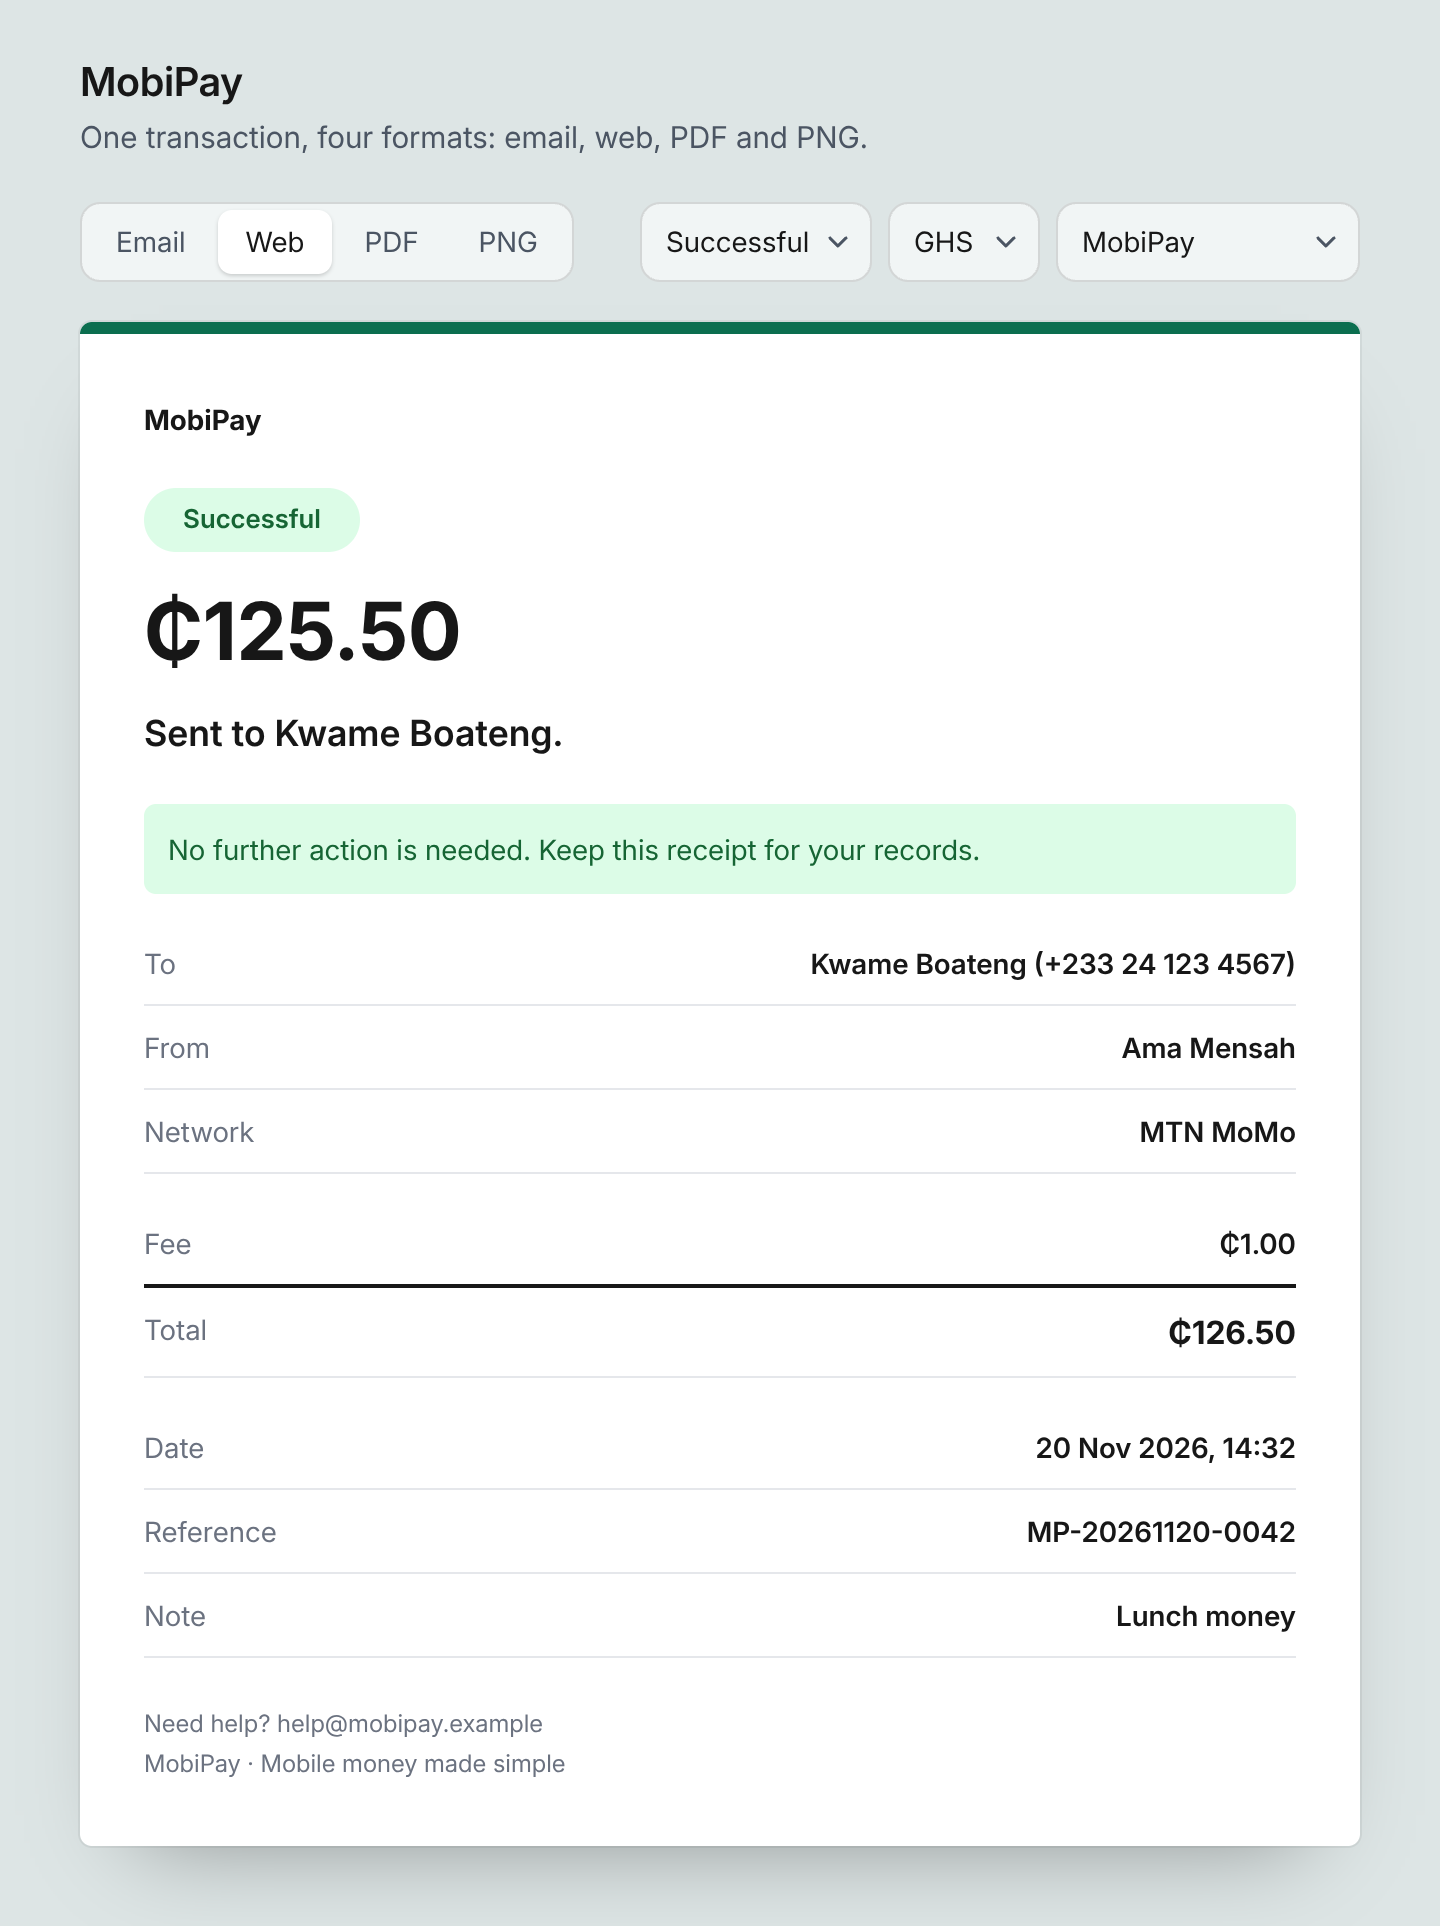 MobiPay
One transaction, four formats: email, web, PDF and PNG.
Email Web PDF PNG Successful GHS MobiPay
MobiPay
Successful
₵125.50
Sent to Kwame Boateng.
No further action is needed. Keep this receipt for your records.
To Kwame Boateng (+233 24 123 4567)
From Ama Mensah
Network MTN MoMo
Fee ₵1.00
Total ₵126.50
Date 20 Nov 2026, 14:32
Reference MP-20261120-0042
Note Lunch money
Need help? help@mobipay.example
MobiPay · Mobile money made simple